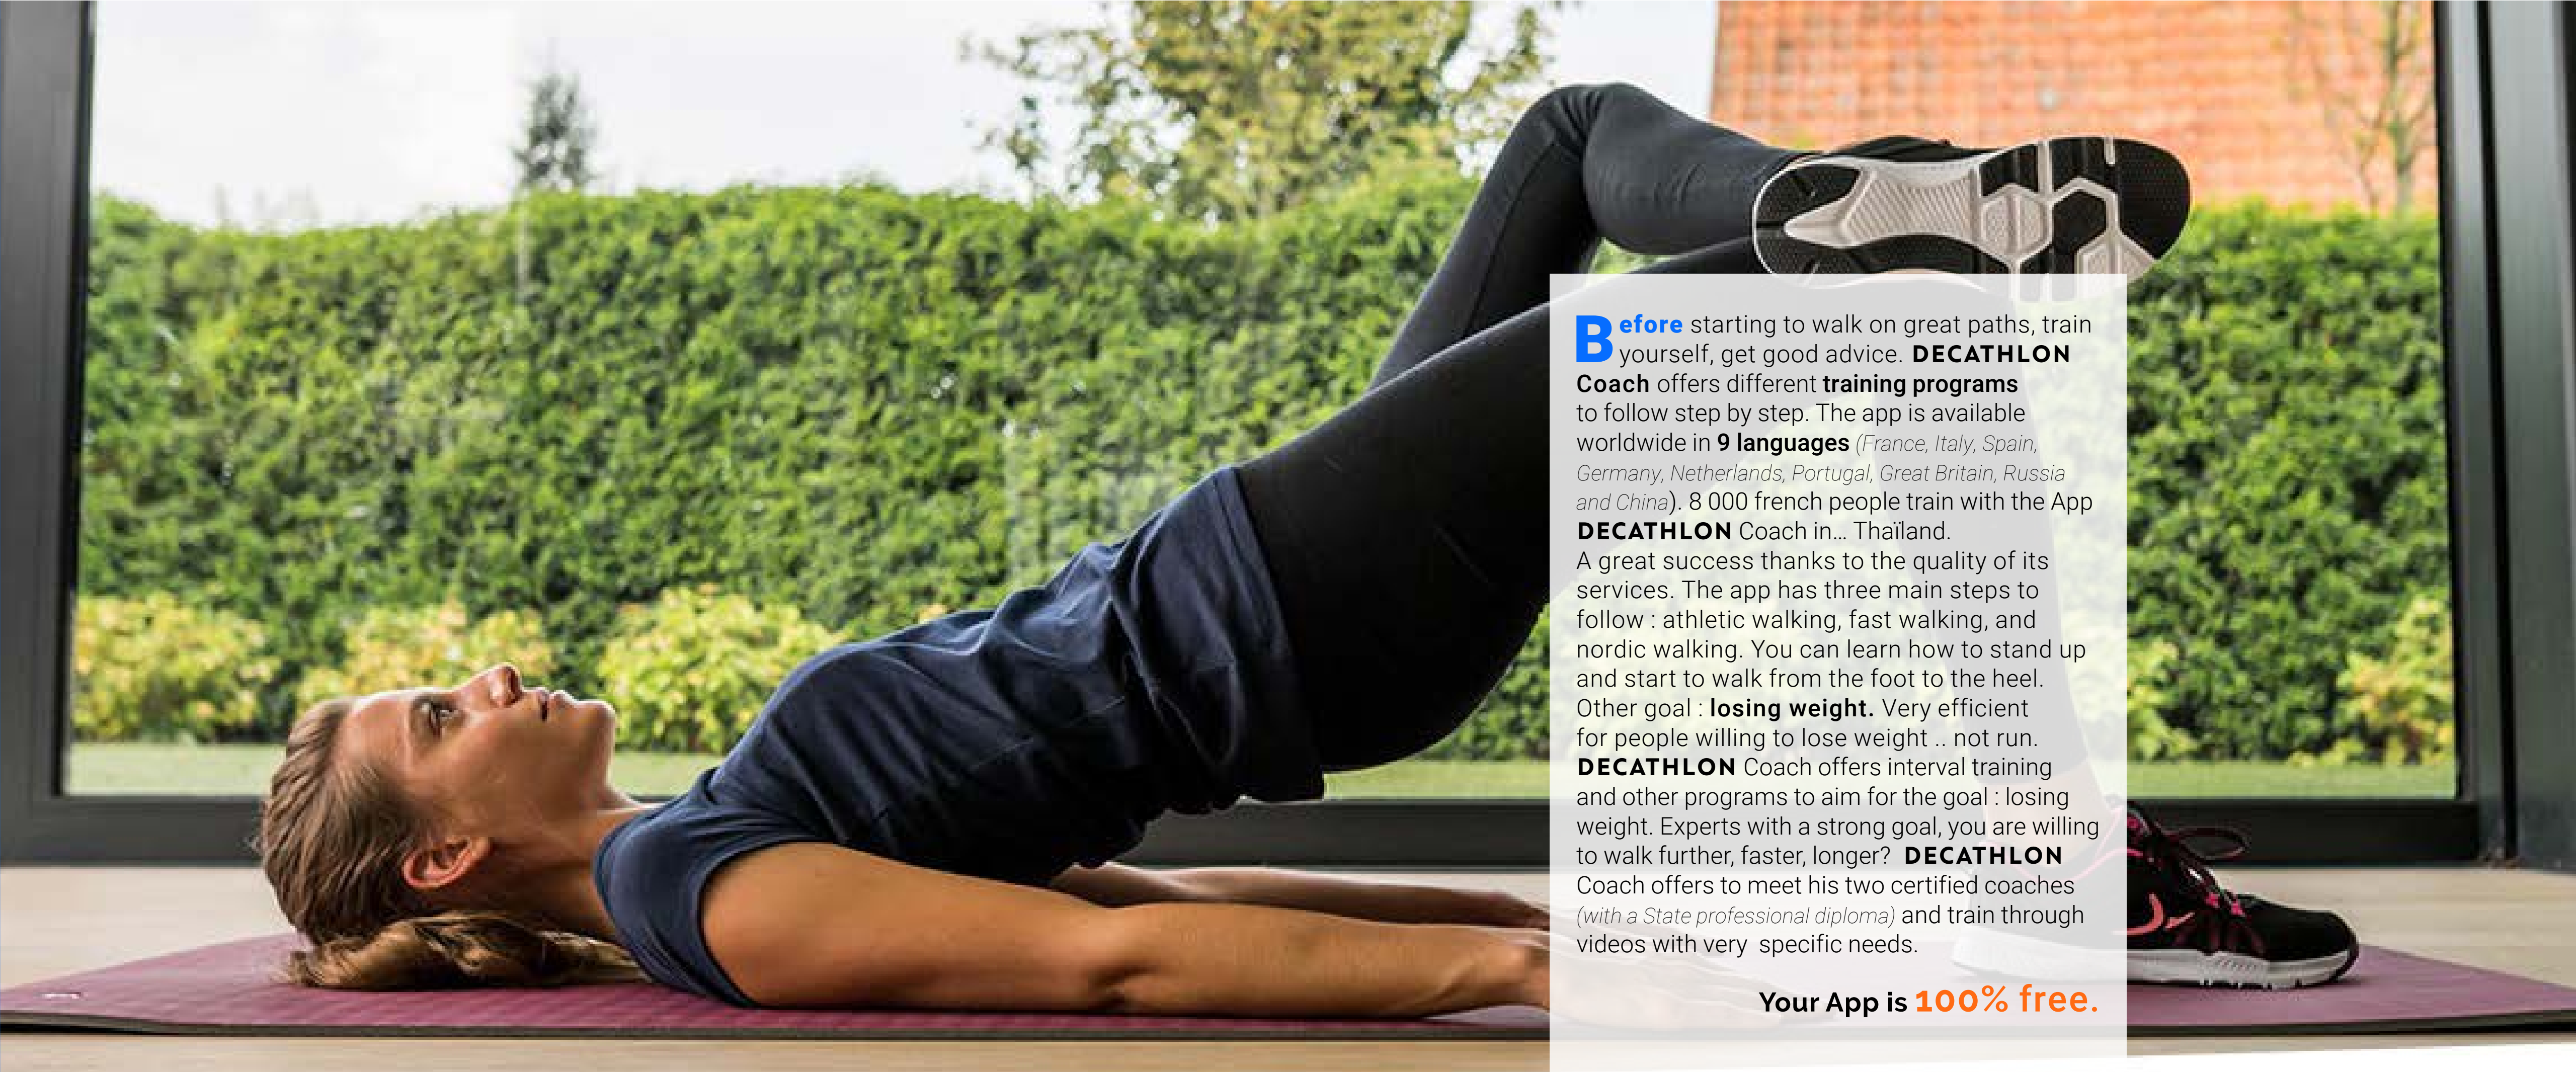 Before starting to walk on great paths, train
yourself, get good advice. DECATHLON
Coach offers different training programs
to follow step by step. The app is available
worldwide in 9 languages (France, Italy, Spain,
Germany, Netherlands, Portugal, Great Britain, Russia
and China). 8 000 french people train with the App
DECATHLON Coach in... Thaïland.
A great success thanks to the quality of its
services. The app has three main steps to
follow : athletic walking, fast walking, and
nordic walking. You can learn how to stand up
and start to walk from the foot to the heel.
Other goal : losing weight. Very efficient
for people willing to lose weight .. not run.
DECATHLON Coach offers interval training
and other programs to aim for the goal : losing
weight. Experts with a strong goal, you are willing
to walk further, faster, longer? DECATHLON
Coach offers to meet his two certified coaches
(with a State professional diploma) and train through
videos with very specific needs.
Your App is 100% free.